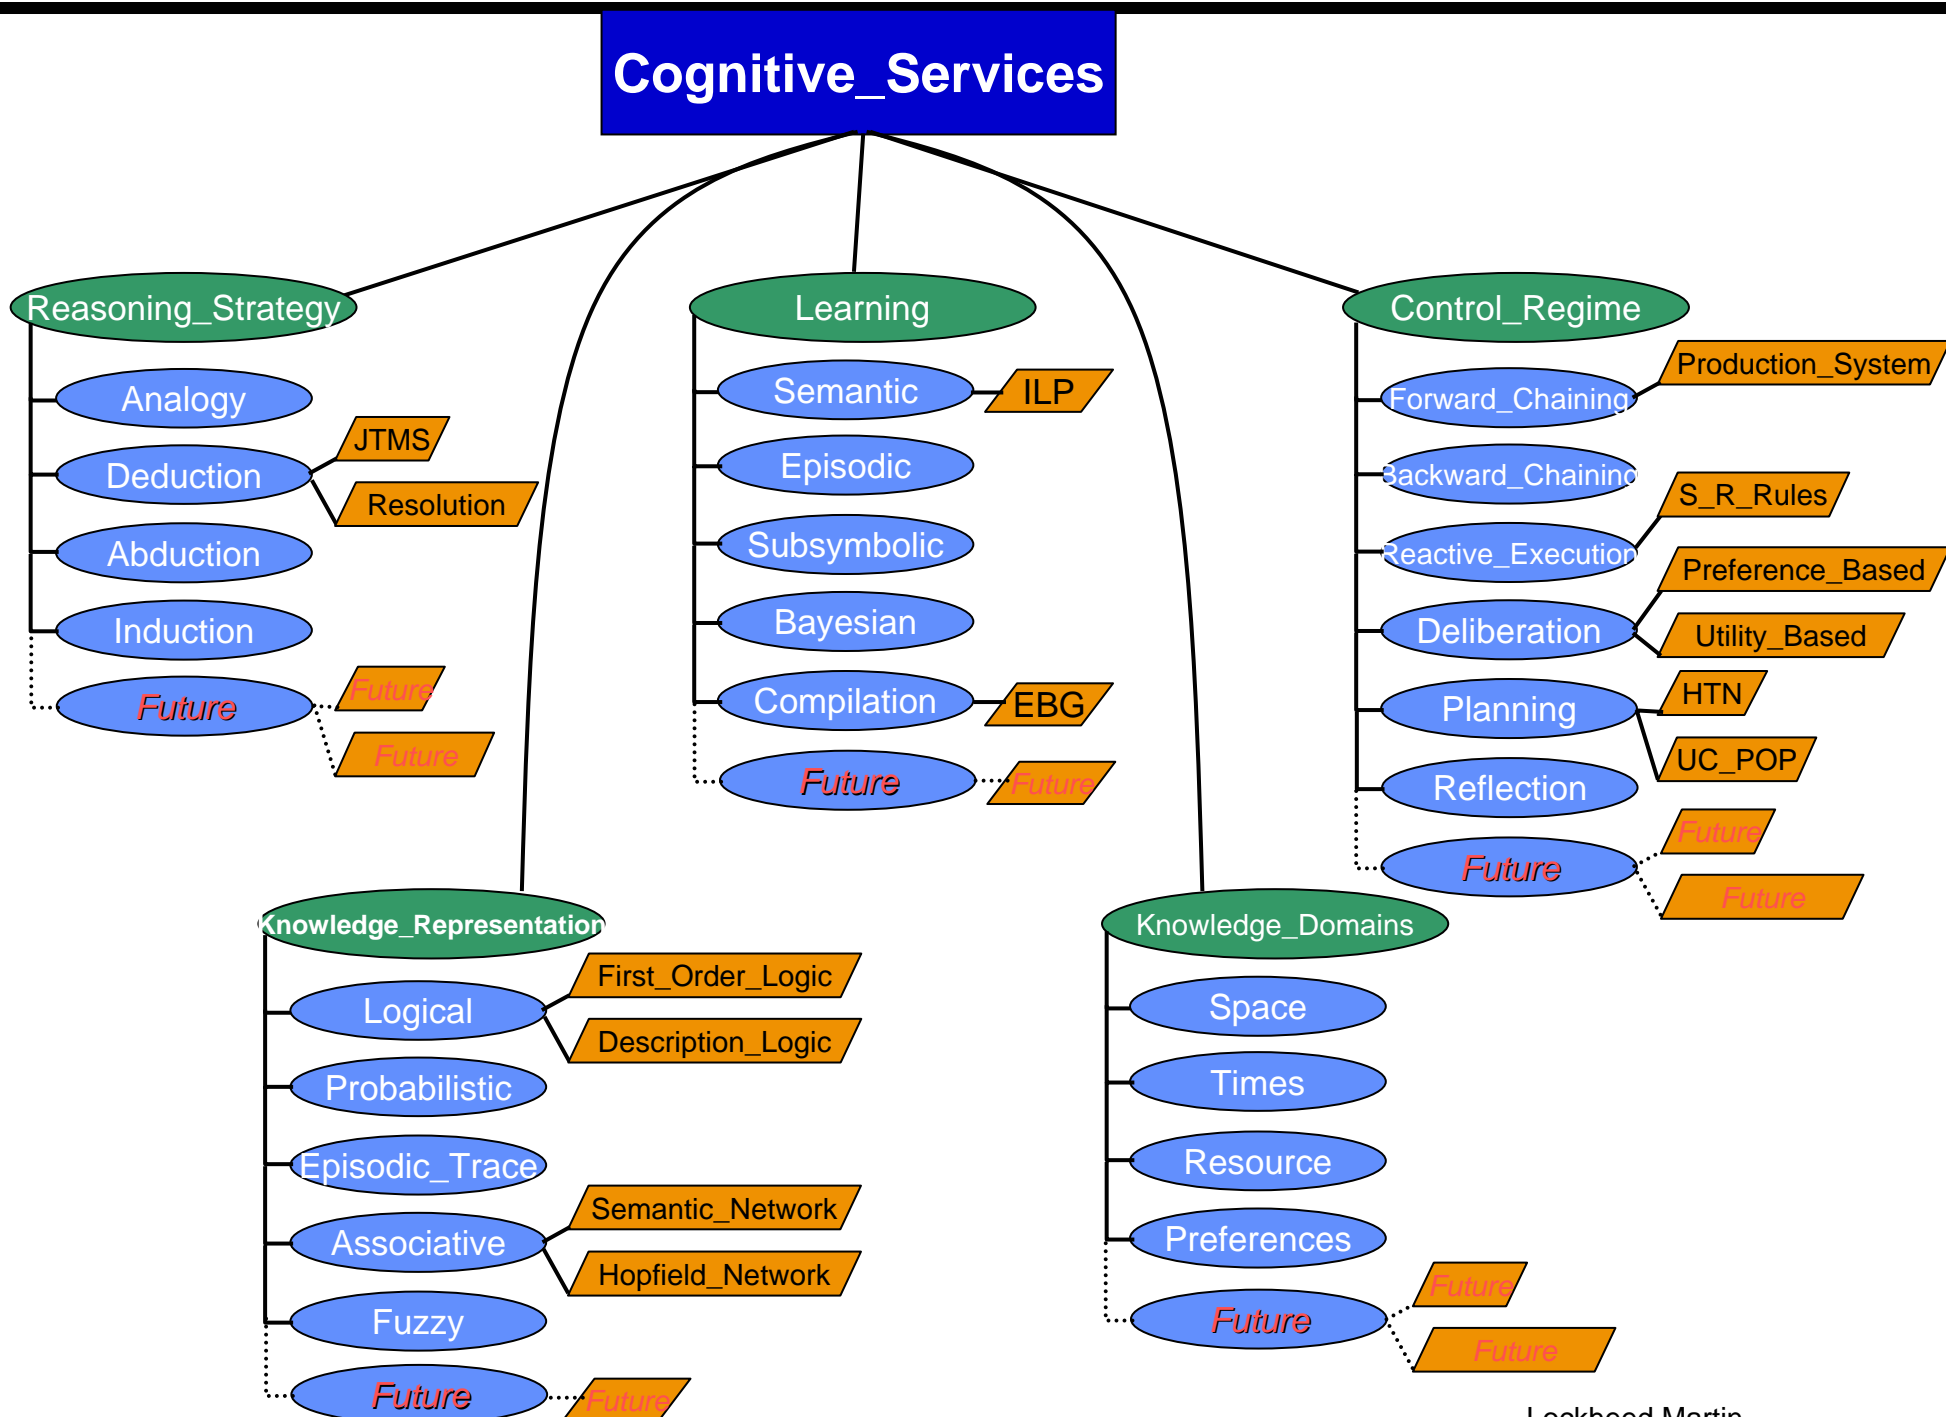 Cognitive_Services
Reasoning_Strategy
Analogy
Deduction
JTMS
Resolution
Abduction
Induction
Future
Future
Future
Learning
Semantic
ILP
Episodic
Subsymbolic
Bayesian
Compilation
EBG
Future
Future
Control_Regime
Forward_Chaining
Production_System
Backward_Chaining
Reactive_Execution
S_R_Rules
Deliberation
Preference_Based
Utility_Based
Planning
HTN
UC_POP
Reflection
Future
Future
Future
Knowledge_Representation
Logical
First_Order_Logic
Description_Logic
Probabilistic
Episodic_Trace
Associative
Semantic_Network
Hopfield_Network
Fuzzy
Future
Future
Knowledge_Domains
Space
Times
Resource
Preferences
Future
Future
Future
Lockheed Martin